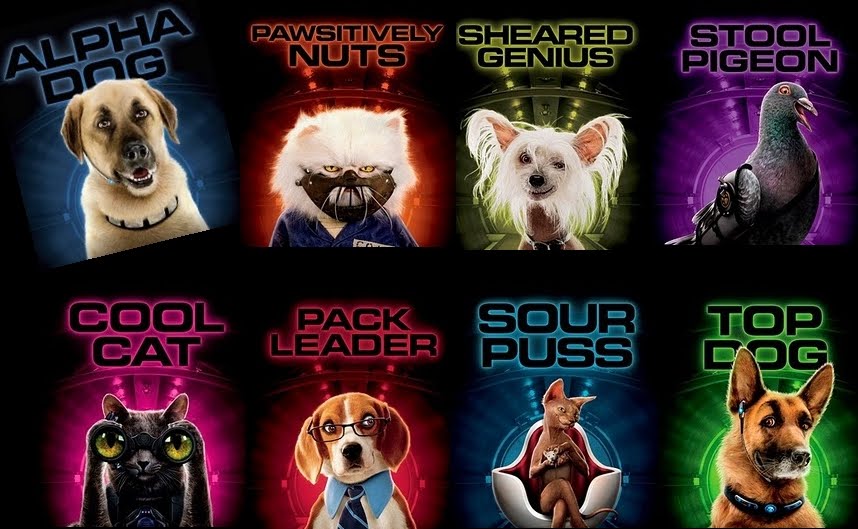 ALPHA
DOG
PAWSITIVELY
NUTS
SHEARED
GENIUS
STOOL
PIGEON
COOL
CAT
PACK
LEADER
SOUR
PUSS
TOP
DOG